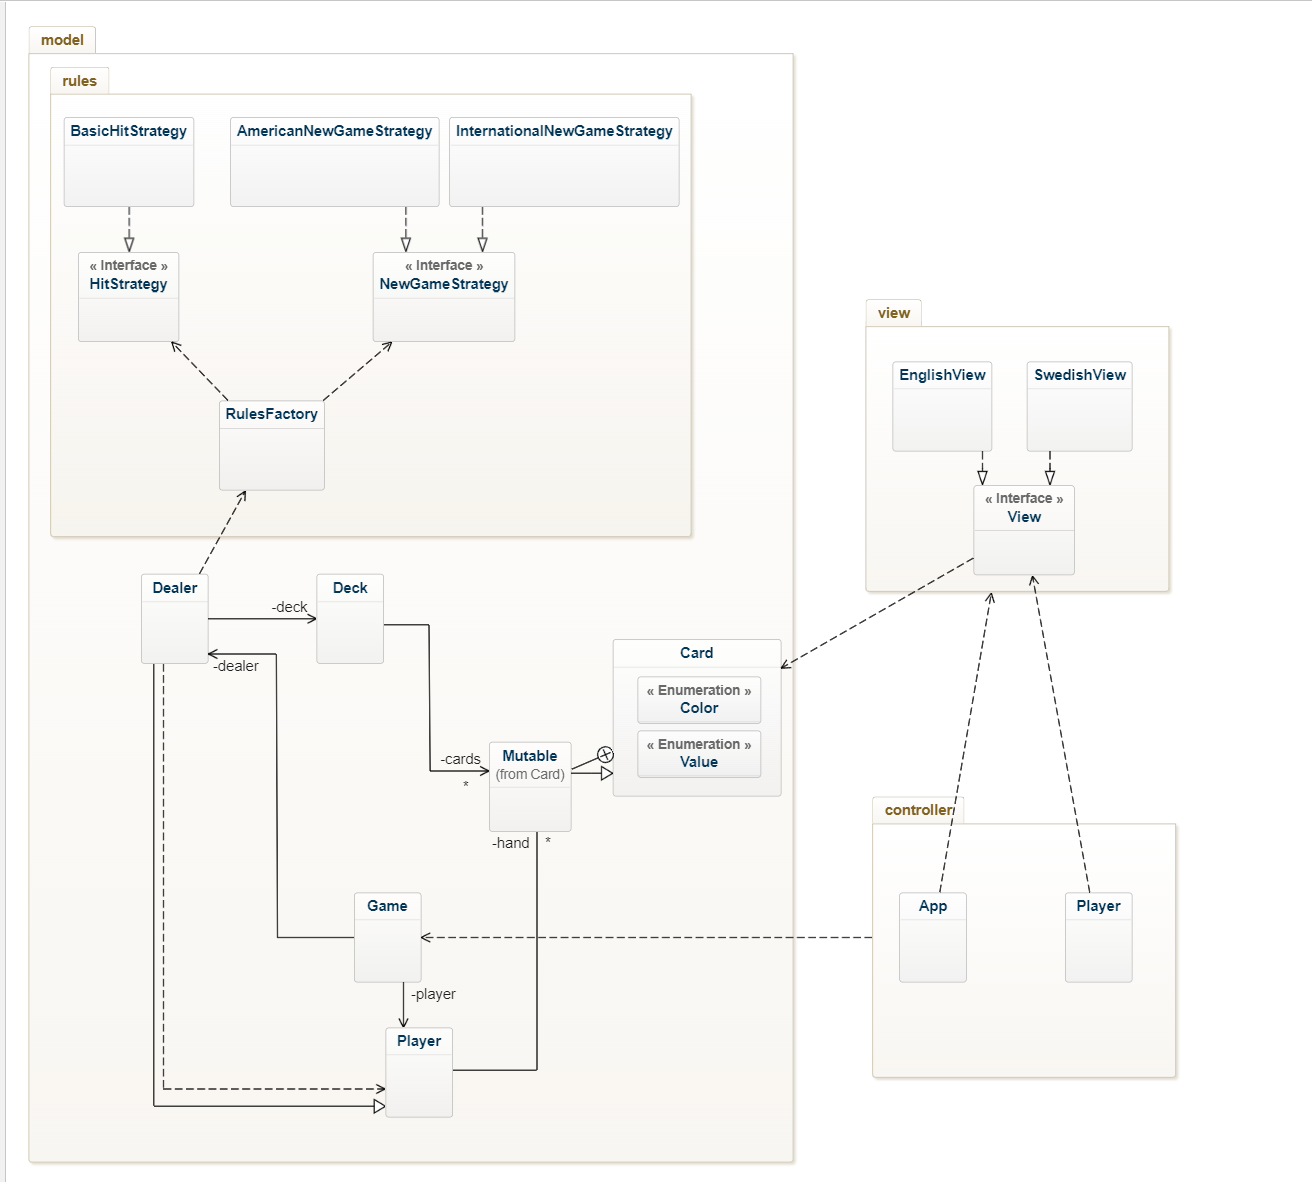 model
rules
BasicHitStrategy
AmericanNewGameStrategy
InternationalNewGameStrategy
« Interface »
HitStrategy
« Interface »
NewGameStrategy
RulesFactory
view
EnglishView
SwedishView
« Interface »
View
Dealer
-deck
Deck
-dealer
Card
« Enumeration »
Color
« Enumeration »
Value
-cards
*
Mutable
(from Card)
-hand
*
controller
Game
App
Player
-player
Player